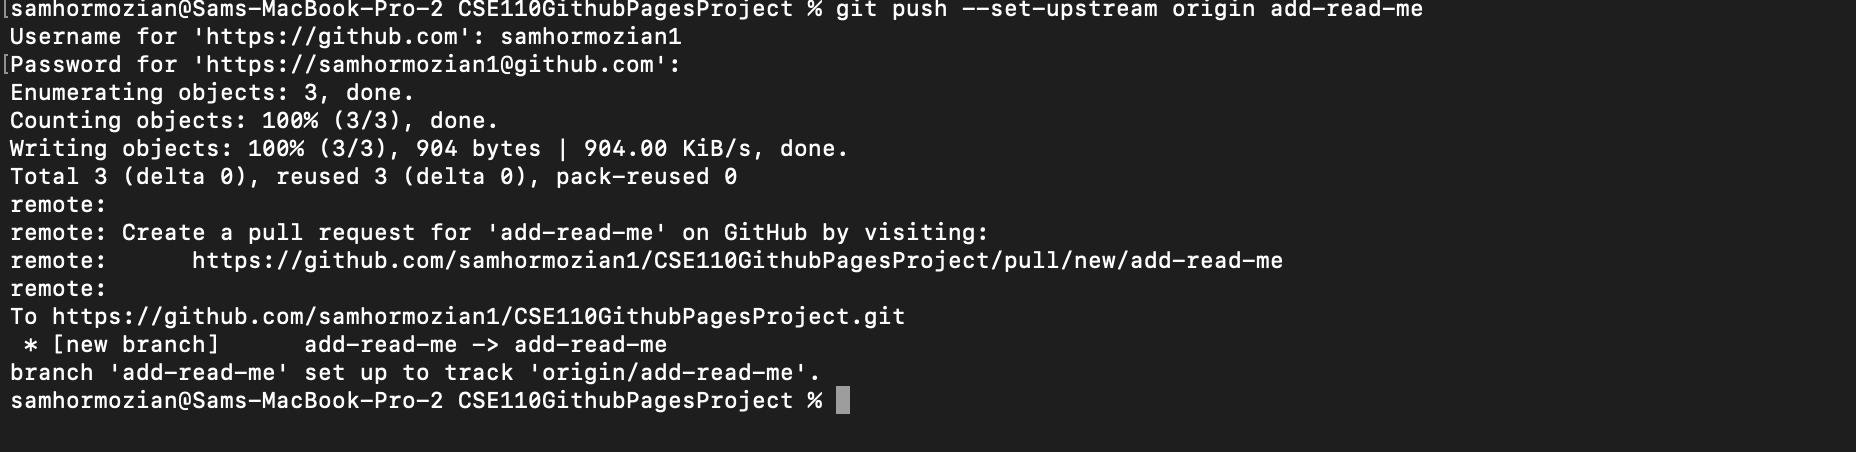 [samhormozian@Sams-MacBook-Pro-2 CSE110GithubPagesProject % git push --set-upstream origin add-read-me
Username for 'https://github.com': samhormozian1
[Password for 'https://samhormozian1@github.com':
Enumerating objects: 3, done.
Counting objects: 100% (3/3), done.
Writing objects: 100% (3/3), 904 bytes | 904.00 KiB/s, done.
Total 3 (delta 0), reused 3 (delta 0), pack-reused 0
remote:
remote: Create a pull request for 'add-read-me' on GitHub by visiting:
remote:      https://github.com/samhormozian1/CSE110GithubPagesProject/pull/new/add-read-me
remote:
To https://github.com/samhormozian1/CSE110GithubPagesProject.git
 * [new branch]      add-read-me -> add-read-me
branch 'add-read-me' set up to track 'origin/add-read-me'.
samhormozian@Sams-MacBook-Pro-2 CSE110GithubPagesProject %